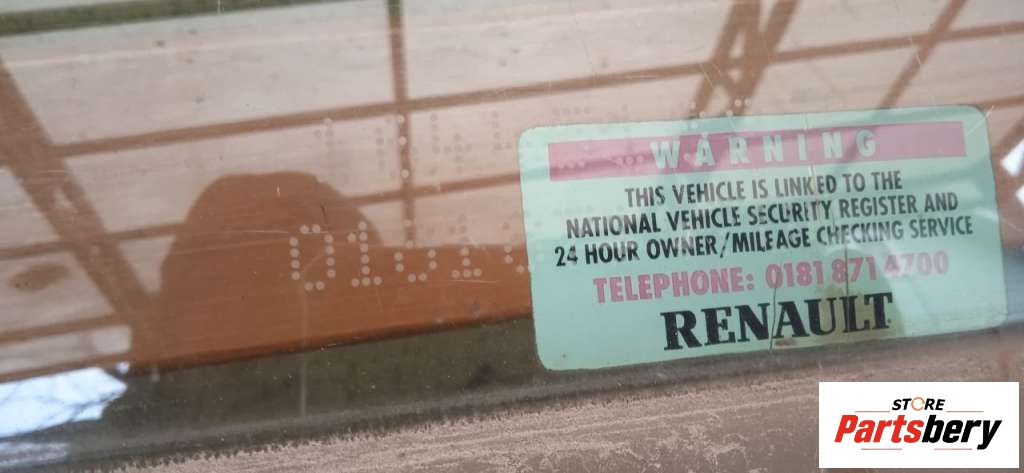 WARNING
THIS VEHICLE IS LINKED TO THE
NATIONAL VEHICLE SECURITY REGISTER AND
24 HOUR OWNER/MILEAGE CHECKING SERVICE
TELEPHONE: 0181 871 4700
RENAULT
STORE
Partsbery